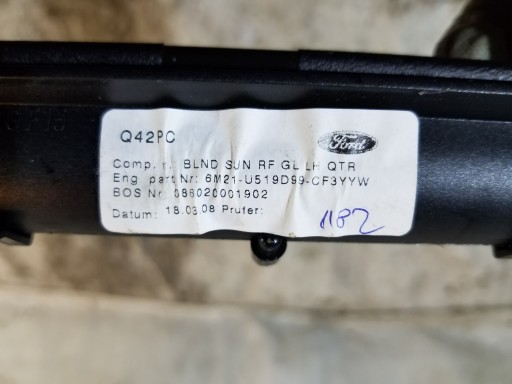 Q42PC
Ford
Comp. n.: BLND SUN RF GL LH QTR
Eng. part Nr: 6M21-U519D99-CF3YYW
BOS Nr: 086020001902
Datum: 18.03.08 Prufer:
1182